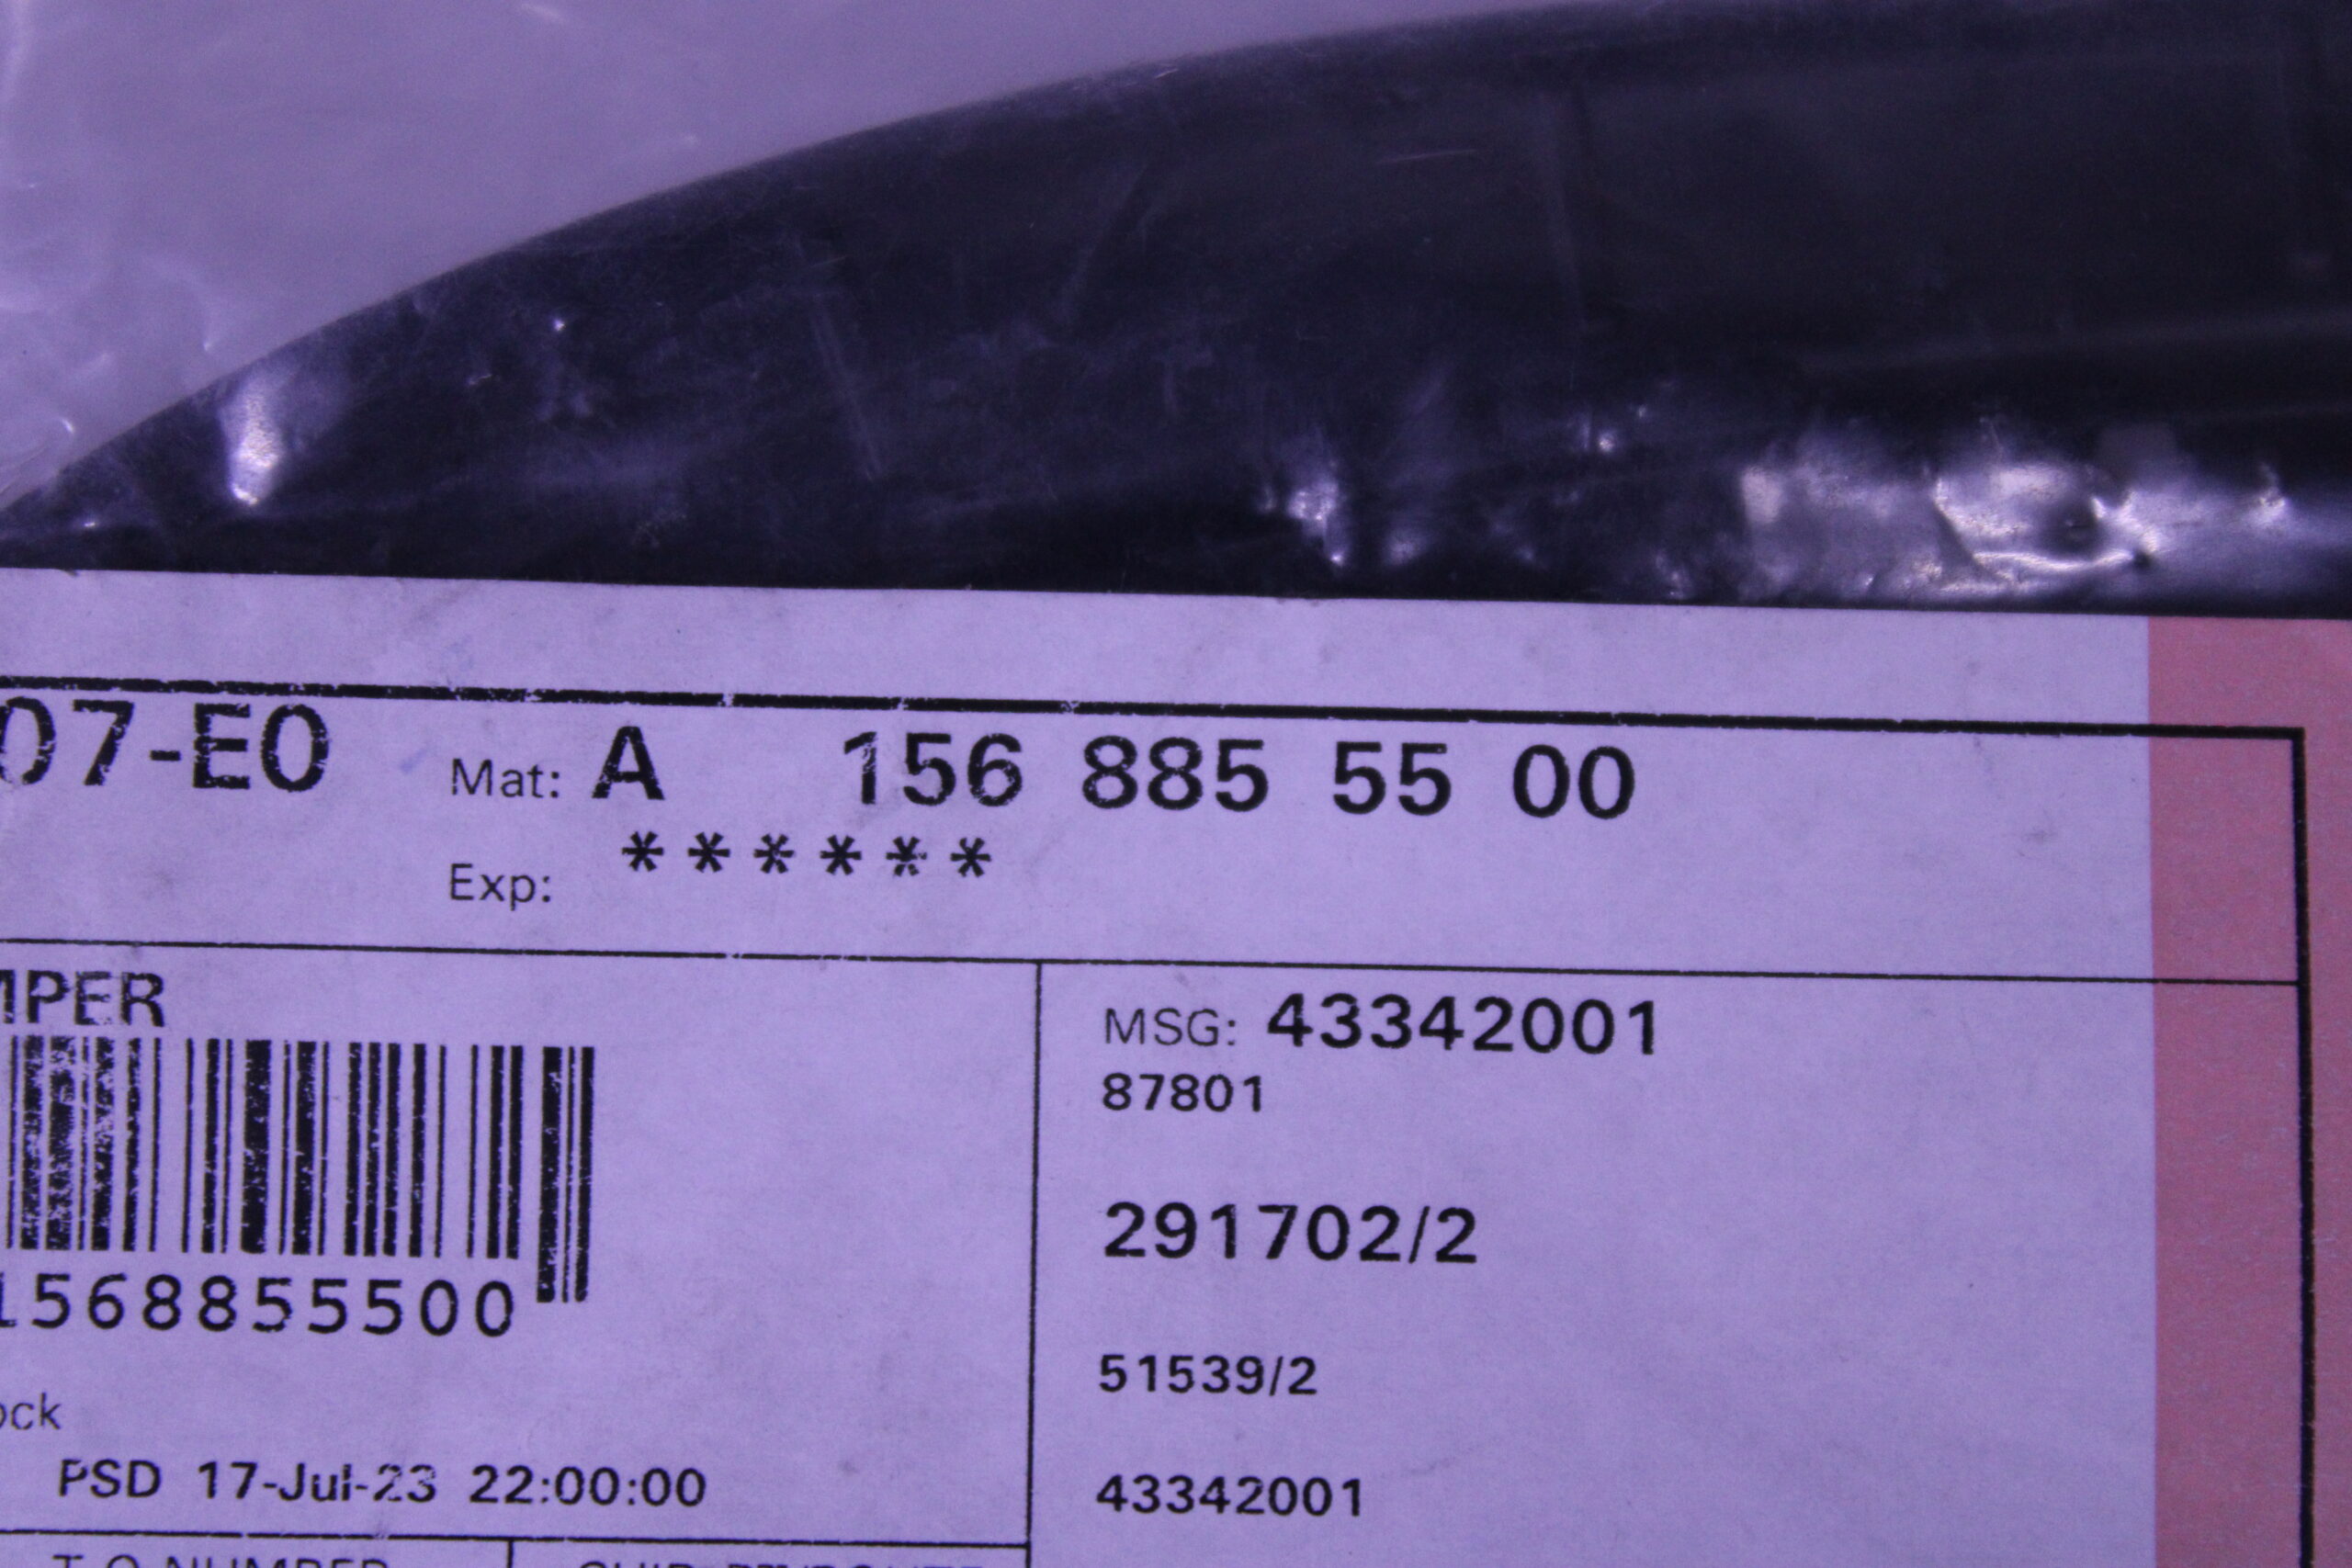 07-E0 Mat: A 156 885 55 00
Exp: ******
MPER
MSG: 43342001
87801
291702/2
1568855500
51539/2
ock
PSD 17-Jul-23 22:00:00
43342001
T.O.NUMBER